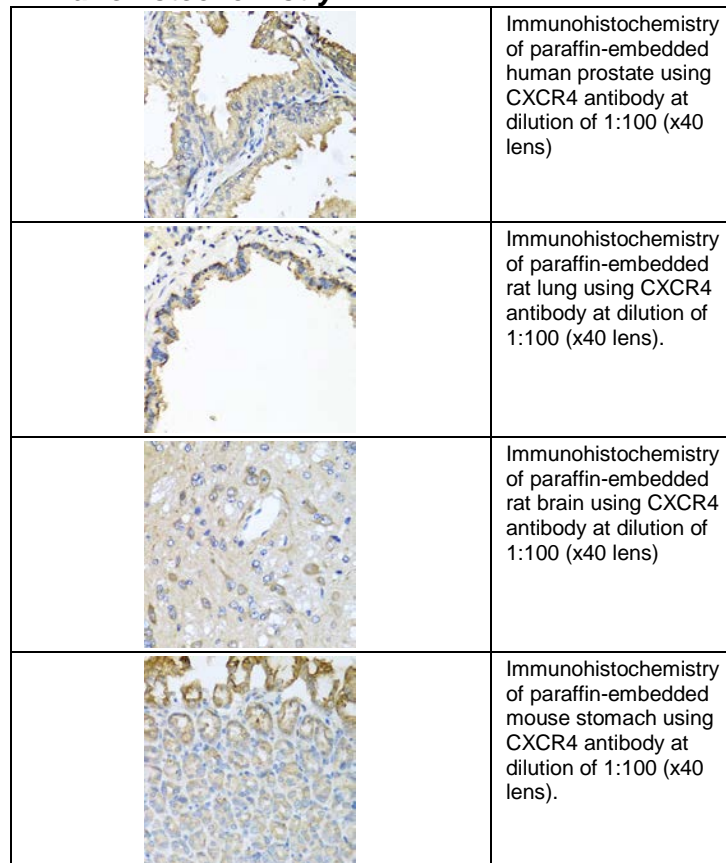 Immunohistochemistry
of paraffin-embedded
human prostate using
CXCR4 antibody at
dilution of 1:100 (x40
lens)
Immunohistochemistry
of paraffin-embedded
rat lung using CXCR4
antibody at dilution of
1:100 (x40 lens).
Immunohistochemistry
of paraffin-embedded
rat brain using CXCR4
antibody at dilution of
1:100 (x40 lens)
Immunohistochemistry
of paraffin-embedded
mouse stomach using
CXCR4 antibody at
dilution of 1:100 (x40
lens).